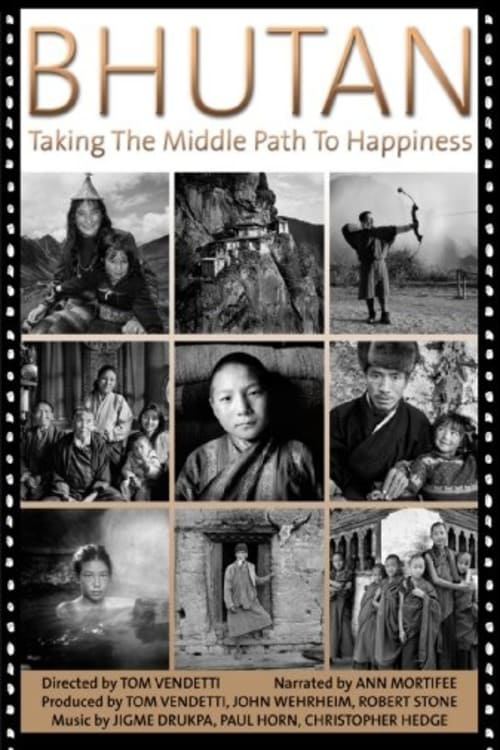 BHUTAN
Taking The Middle Path To Happiness
Directed by TOM VENDETTI Narrated by ANN MORTIFEE
Produced by TOM VENDETTI, JOHN WEHRHEIM, ROBERT STONE
Music by JIGME DRUKPA, PAUL HORN, CHRISTOPHER HEDGE